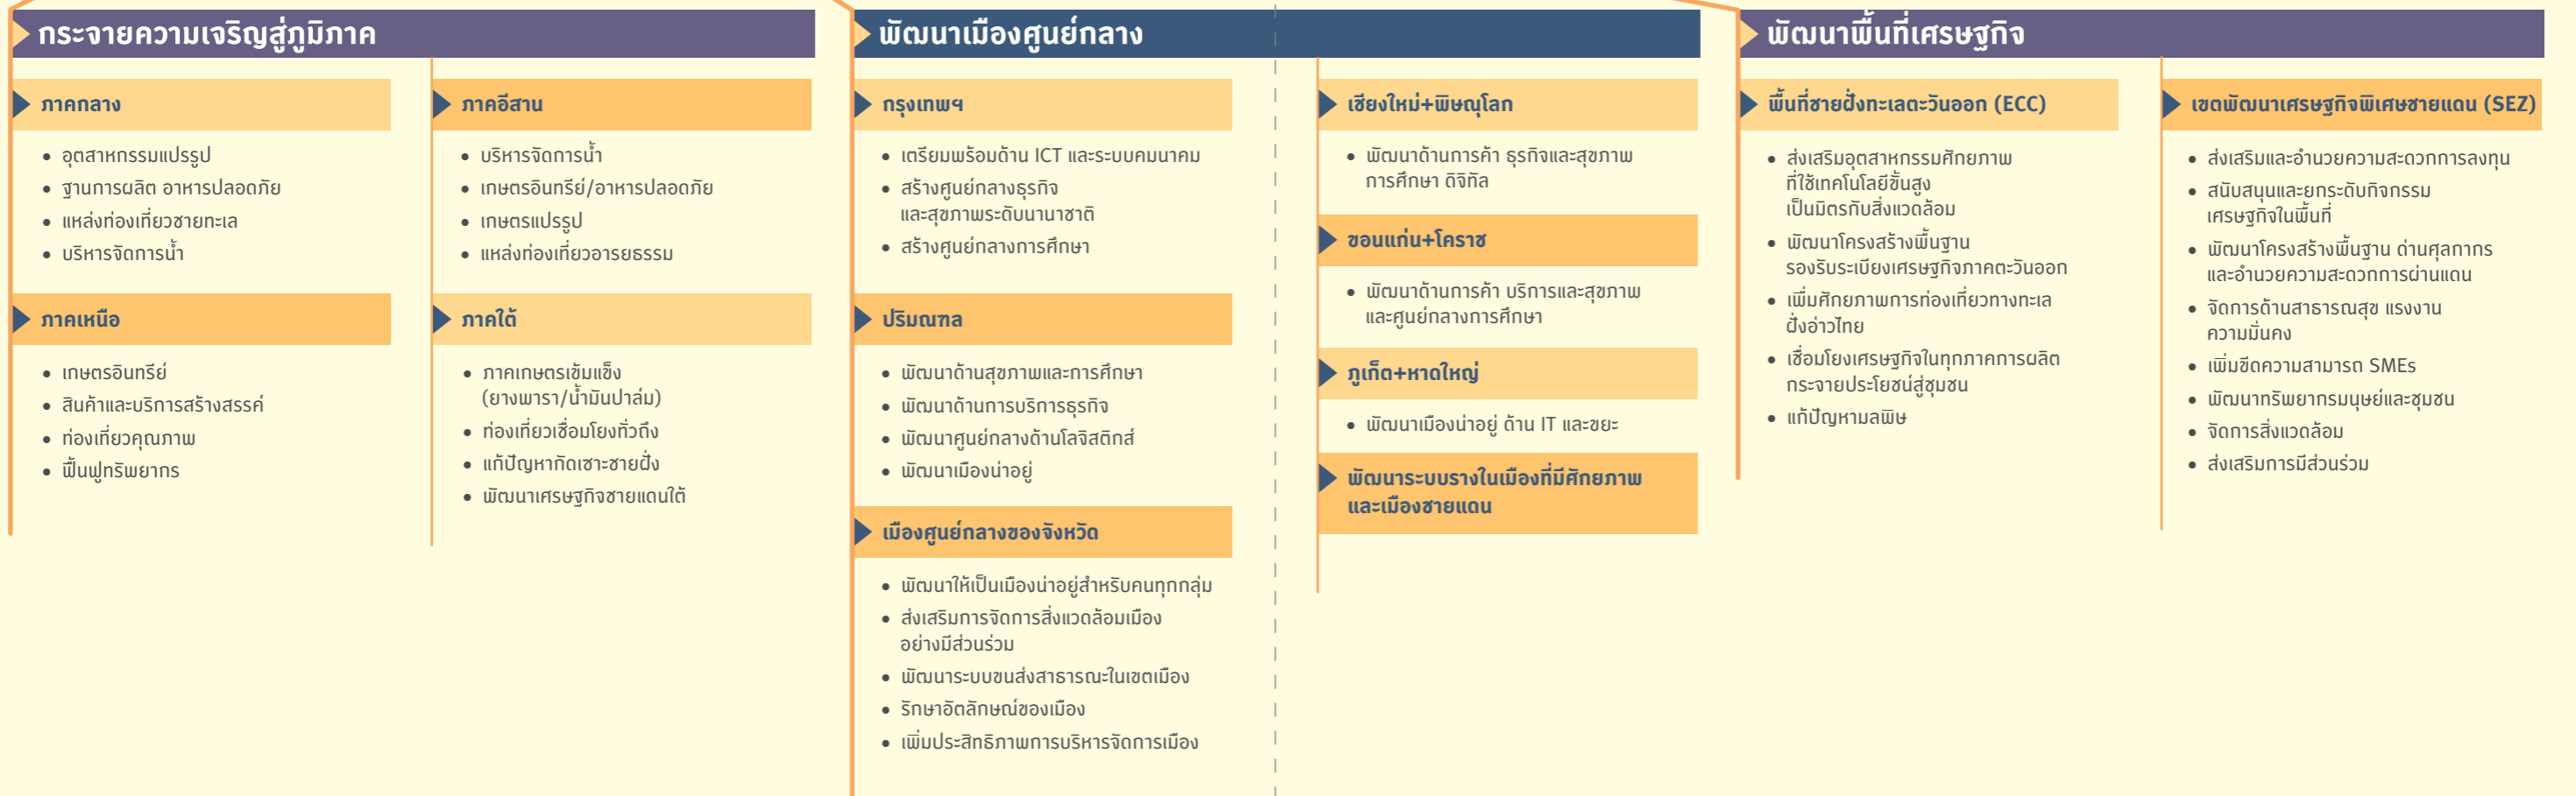 กระจายความเจริญสู่ภูมิภาค
ภาคกลาง
• อุตสาหกรรมแปรรูป
• ฐานการผลิต อาหารปลอดภัย
• แหล่งท่องเที่ยวชายทะเล
• บริหารจัดการน้ำ
ภาคเหนือ
• เกษตรอินทรีย์
• สินค้าและบริการสร้างสรรค์
• ท่องเที่ยวคุณภาพ
• ฟื้นฟูทรัพยากร
ภาคอีสาน
• บริหารจัดการน้ำ
• เกษตรอินทรีย์/อาหารปลอดภัย
• เกษตรแปรรูป
• แหล่งท่องเที่ยวอารยธรรม
ภาคใต้
• ภาคเกษตรเข้มแข็ง
(ยางพารา/น้ำมันปาล์ม)
• ท่องเที่ยวเชื่อมโยงทั่วถึง
• แก้ปัญหากัดเซาะชายฝั่ง
• พัฒนาเศรษฐกิจชายแดนใต้
พัฒนาเมืองศูนย์กลาง
กรุงเทพฯ
• เตรียมพร้อมด้าน ICT และระบบคมนาคม
• สร้างศูนย์กลางธุรกิจ
และสุขภาพระดับนานาชาติ
• สร้างศูนย์กลางการศึกษา
ปริมณฑล
• พัฒนาด้านสุขภาพและการศึกษา
• พัฒนาด้านการบริการธุรกิจ
• พัฒนาศูนย์กลางด้านโลจิสติกส์
• พัฒนาเมืองน่าอยู่
เมืองศูนย์กลางของจังหวัด
• พัฒนาให้เป็นเมืองน่าอยู่สำหรับคนทุกกลุ่ม
• ส่งเสริมการจัดการสิ่งแวดล้อมเมือง
อย่างมีส่วนร่วม
• พัฒนาระบบขนส่งสาธารณะในเขตเมือง
• รักษาอัตลักษณ์ของเมือง
• เพิ่มประสิทธิภาพการบริหารจัดการเมือง
เชียงใหม่+พิษณุโลก
• พัฒนาด้านการค้า ธุรกิจและสุขภาพ
การศึกษา ดิจิทัล
ขอนแก่น+โคราช
• พัฒนาด้านการค้า บริการและสุขภาพ
และศูนย์กลางการศึกษา
ภูเก็ต+หาดใหญ่
• พัฒนาเมืองน่าอยู่ ด้าน IT และขยะ
พัฒนาระบบรางในเมืองที่มีศักยภาพ
และเมืองชายแดน
พัฒนาพื้นที่เศรษฐกิจ
พื้นที่ชายฝั่งทะเลตะวันออก (ECC)
• ส่งเสริมอุตสาหกรรมศักยภาพ
ที่ใช้เทคโนโลยีขั้นสูง
เป็นมิตรกับสิ่งแวดล้อม
• พัฒนาโครงสร้างพื้นฐาน
รองรับระเบียงเศรษฐกิจภาคตะวันออก
• เพิ่มศักยภาพการท่องเที่ยวทางทะเล
ฝั่งอ่าวไทย
• เชื่อมโยงเศรษฐกิจในทุกภาคการผลิต
กระจายประโยชน์สู่ชุมชน
• แก้ปัญหามลพิษ
เขตพัฒนาเศรษฐกิจพิเศษชายแดน (SEZ)
• ส่งเสริมและอำนวยความสะดวกการลงทุน
• สนับสนุนและยกระดับกิจกรรม
เศรษฐกิจในพื้นที่
• พัฒนาโครงสร้างพื้นฐาน ด่านศุลกากร
และอำนวยความสะดวกการผ่านแดน
• จัดการด้านสาธารณสุข แรงงาน
ความมั่นคง
• เพิ่มขีดความสามารถ SMEs
• พัฒนาทรัพยากรมนุษย์และชุมชน
• จัดการสิ่งแวดล้อม
• ส่งเสริมการมีส่วนร่วม